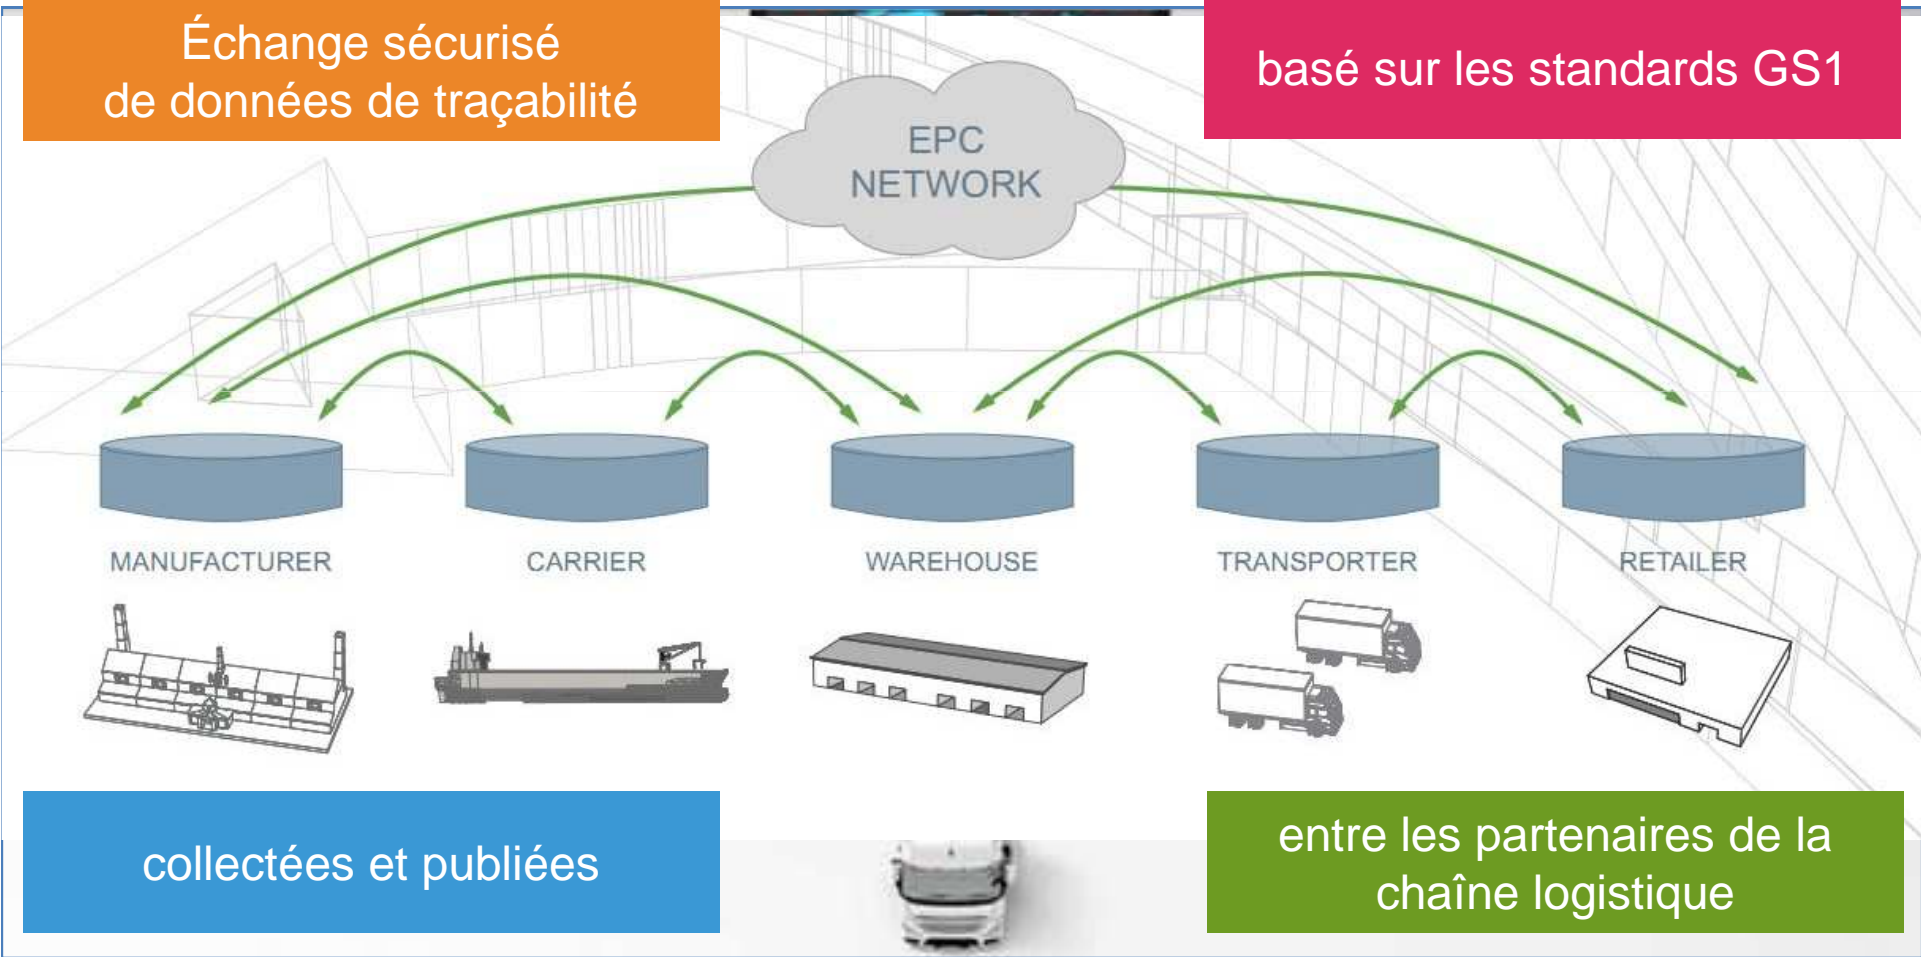 Échange sécurisé
de données de traçabilité
basé sur les standards GS1
EPC
NETWORK
MANUFACTURER
CARRIER
WAREHOUSE
TRANSPORTER
RETAILER
collectées et publiées
entre les partenaires de la
chaîne logistique